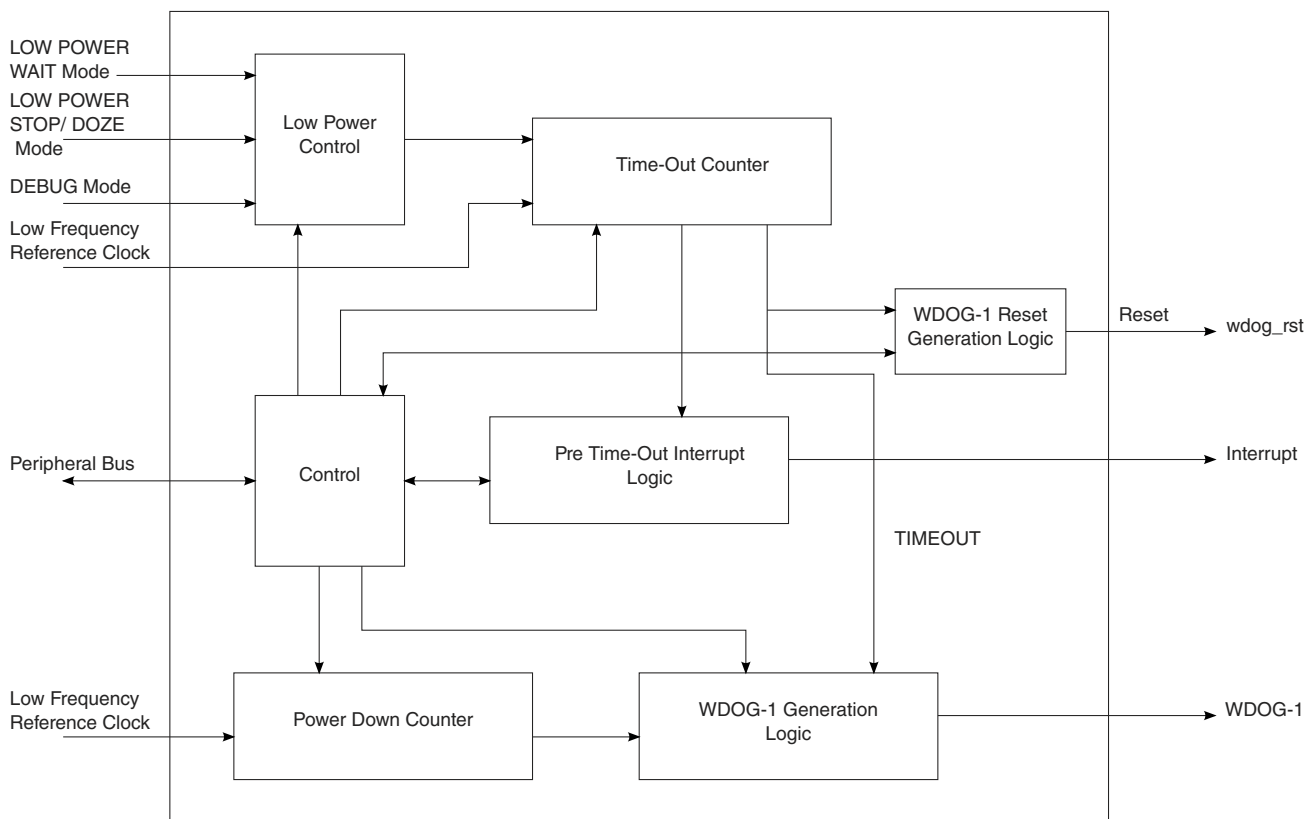 LOW POWER
WAIT Mode
LOW POWER
STOP/ DOZE
Mode
DEBUG Mode
Low Frequency
Reference Clock
Low Power
Control
Time-Out Counter
WDOG-1 Reset
Generation Logic
Reset
wdog_rst
Peripheral Bus
Control
Pre Time-Out Interrupt
Logic
Interrupt
TIMEOUT
Low Frequency
Reference Clock
Power Down Counter
WDOG-1 Generation
Logic
WDOG-1